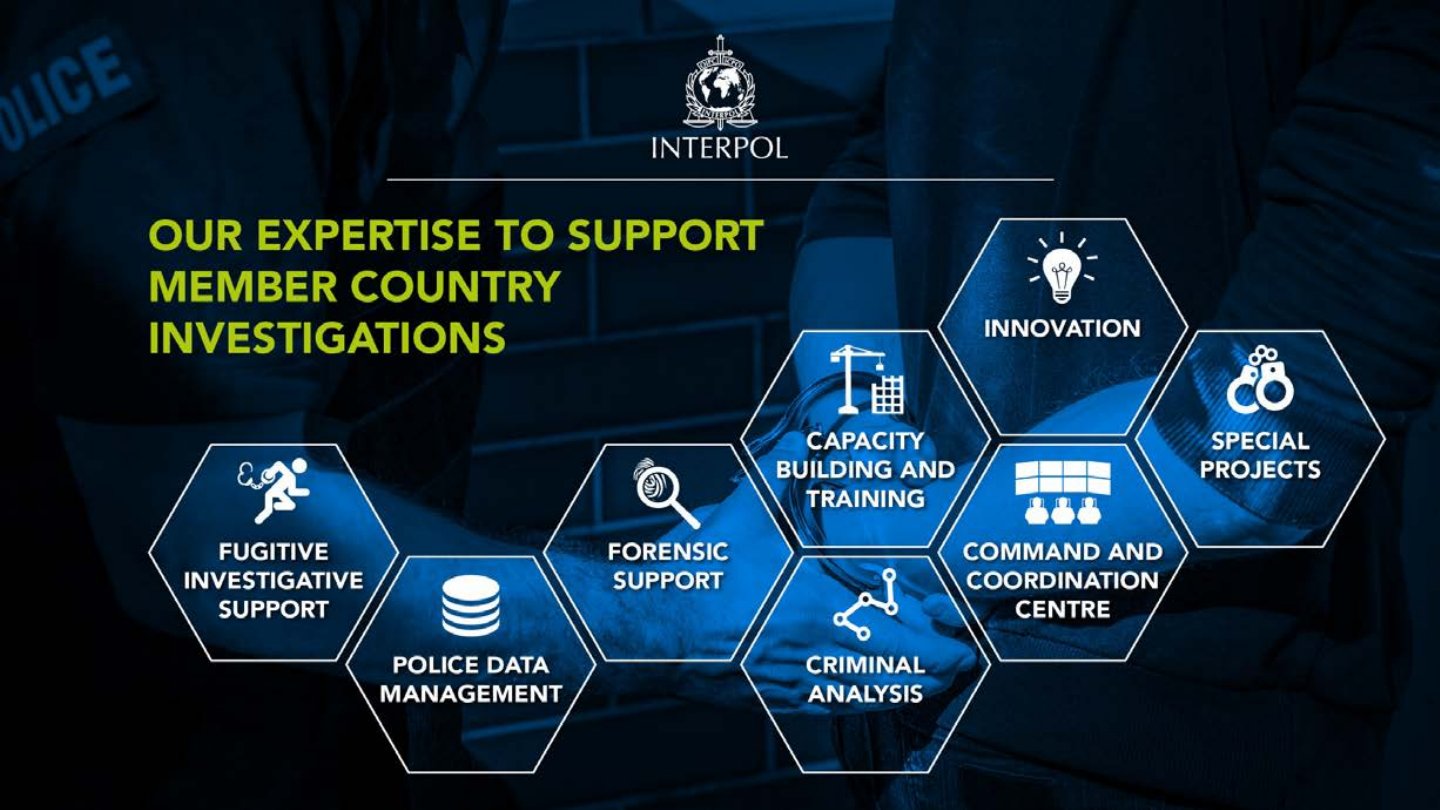 OLICE
INTERPOL
OUR EXPERTISE TO SUPPORT
MEMBER COUNTRY
INVESTIGATIONS
INNOVATION
CAPACITY
BUILDING AND
TRAINING
SPECIAL
PROJECTS
FUGITIVE
INVESTIGATIVE
SUPPORT
FORENSIC
SUPPORT
COMMAND AND
COORDINATION
CENTRE
POLICE DATA
MANAGEMENT
CRIMINAL
ANALYSIS